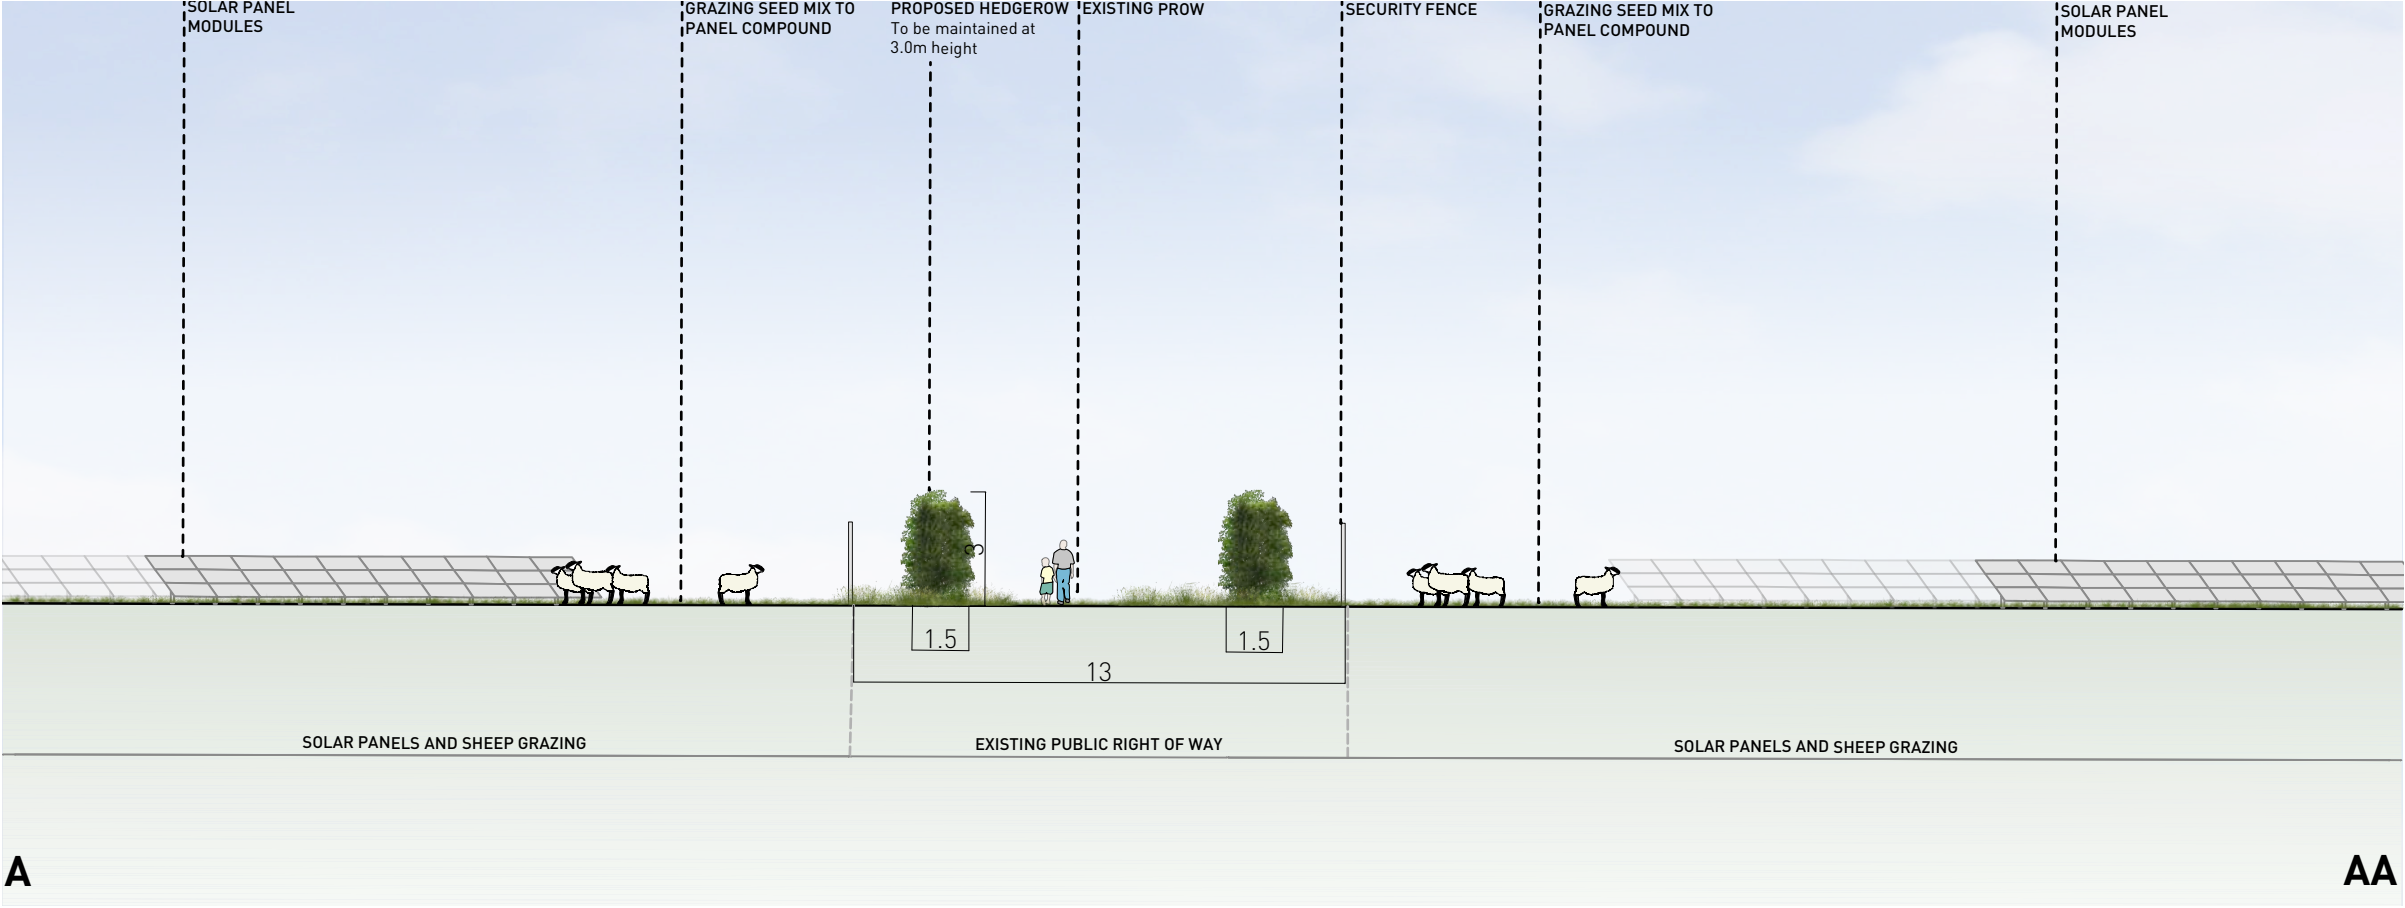 SOLAR PANEL
MODULES
GRAZING SEED MIX TO
PANEL COMPOUND
PROPOSED HEDGEROW
To be maintained at
3.0m height
EXISTING PROW
SECURITY FENCE
GRAZING SEED MIX TO
PANEL COMPOUND
SOLAR PANEL
MODULES
3
1.5
1.5
13
SOLAR PANELS AND SHEEP GRAZING
EXISTING PUBLIC RIGHT OF WAY
SOLAR PANELS AND SHEEP GRAZING
A
AA